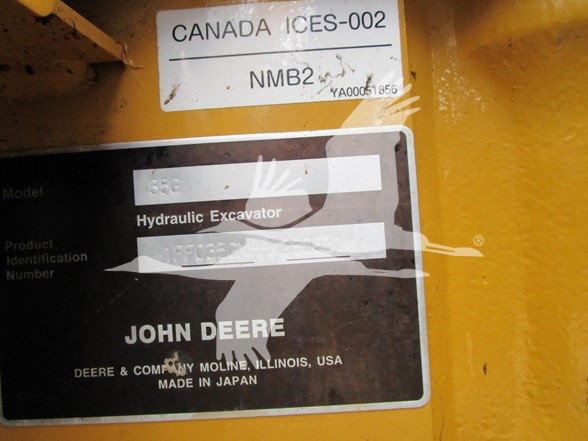 CANADA ICES-002
NMB2
YA00051856
Model
Hydraulic Excavator
Product
Identification
Number
JOHN DEERE
DEERE & COMPANY MOLINE, ILLINOIS, USA
MADE IN JAPAN
®